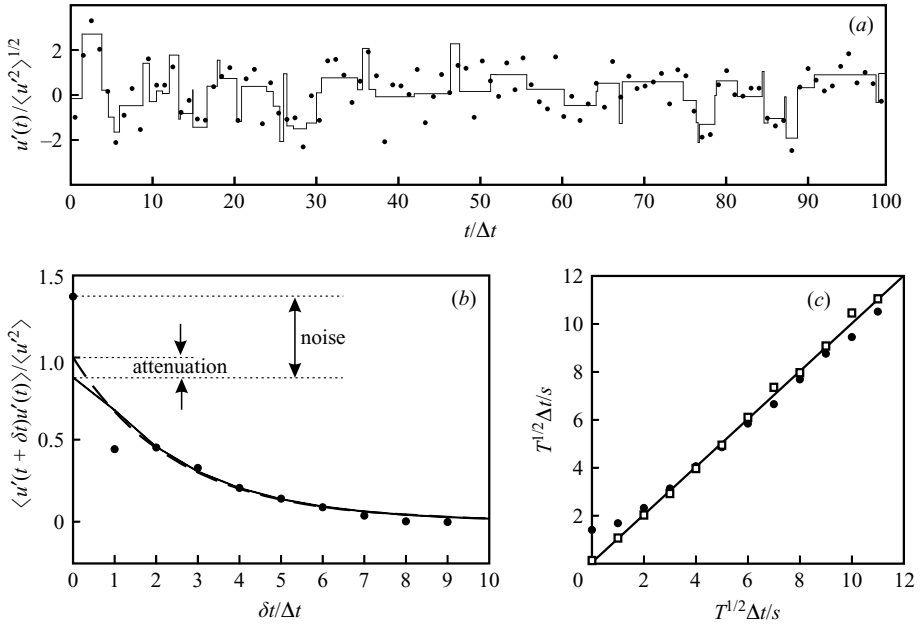 (a)
u′(t)/⟨u′²⟩^1/2
2
0
−2
0 10 20 30 40 50 60 70 80 90 100
t/Δt
(b)
⟨u′(t + δt)u′(t)⟩/⟨u′²⟩
1.5
1.0
0.5
0
noise
attenuation
0 1 2 3 4 5 6 7 8 9 10
δt/Δt
(c)
T^1/2Δt/s
12
10
8
6
4
2
0 2 4 6 8 10 12
T^1/2Δt/s